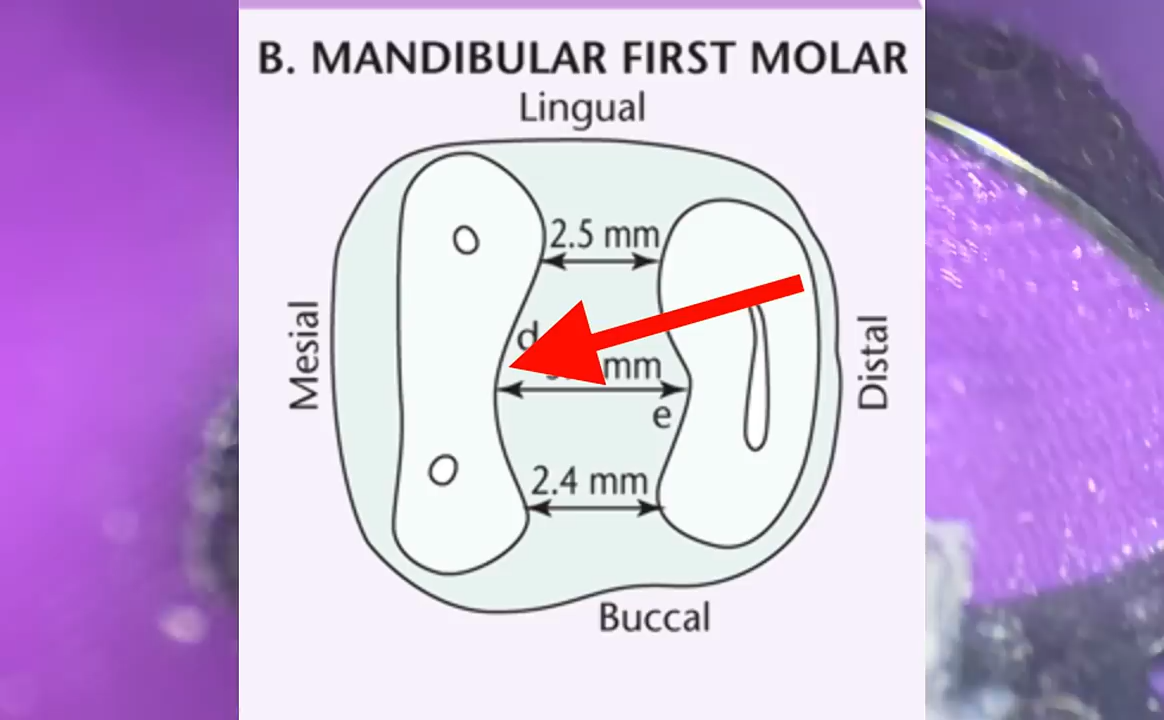 B. MANDIBULAR FIRST MOLAR
Lingual
2.5 mm
Mesial
d
Distal
mm
e
2.4 mm
Buccal